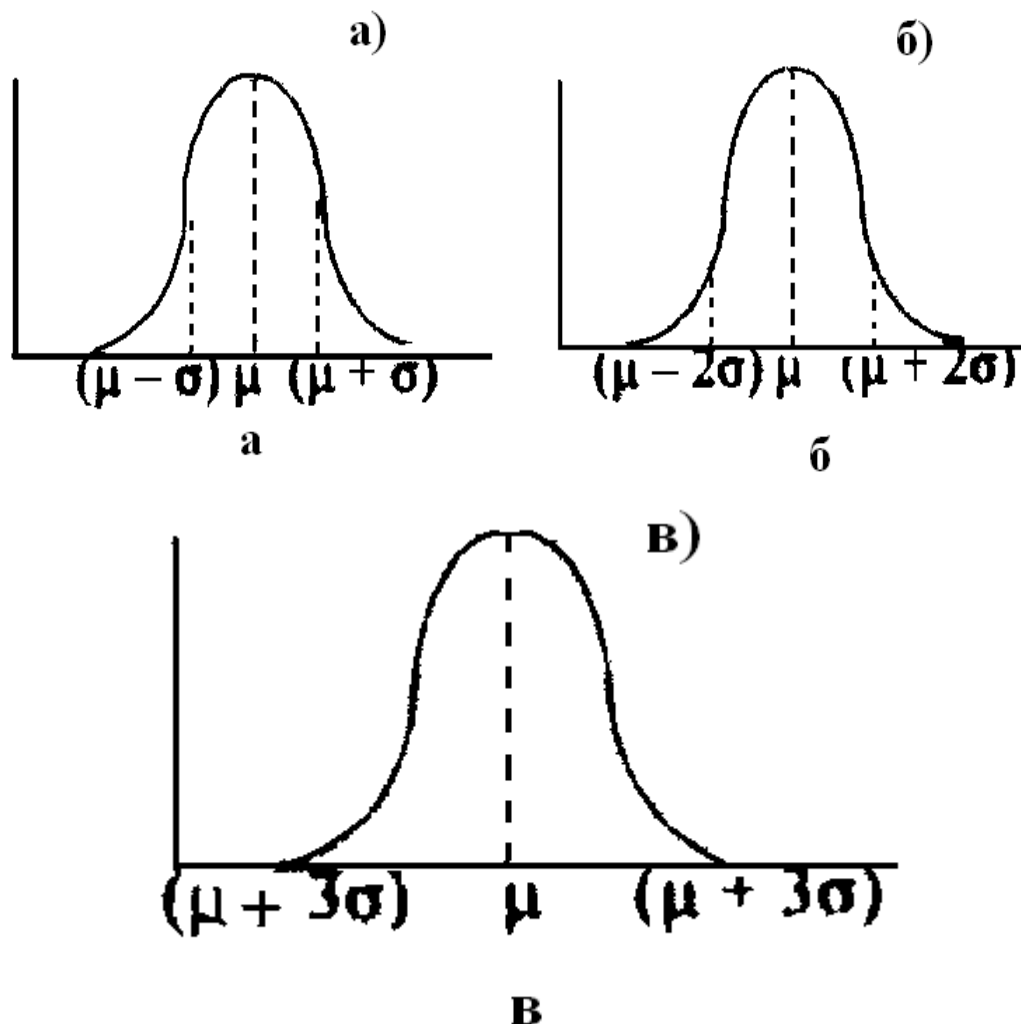 а)
(μ – σ) μ (μ + σ)
а
б)
(μ – 2σ) μ (μ + 2σ)
б
в)
(μ + 3σ) μ (μ + 3σ)
в